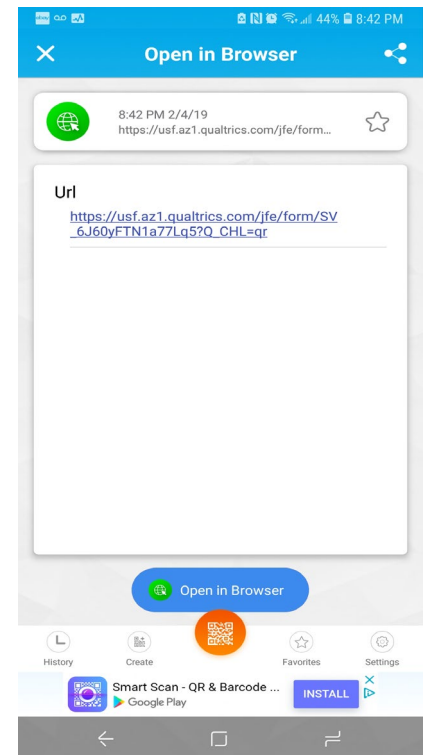 44% 8:42 PM
Open in Browser
8:42 PM 2/4/19
https://usf.az1.qualtrics.com/jfe/form...
Url
https://usf.az1.qualtrics.com/jfe/form/SV
_6J60yFTN1a77Lq5?Q_CHL=qr
Open in Browser
History
Create
Favorites
Settings
Smart Scan - QR & Barcode ...
Google Play
INSTALL